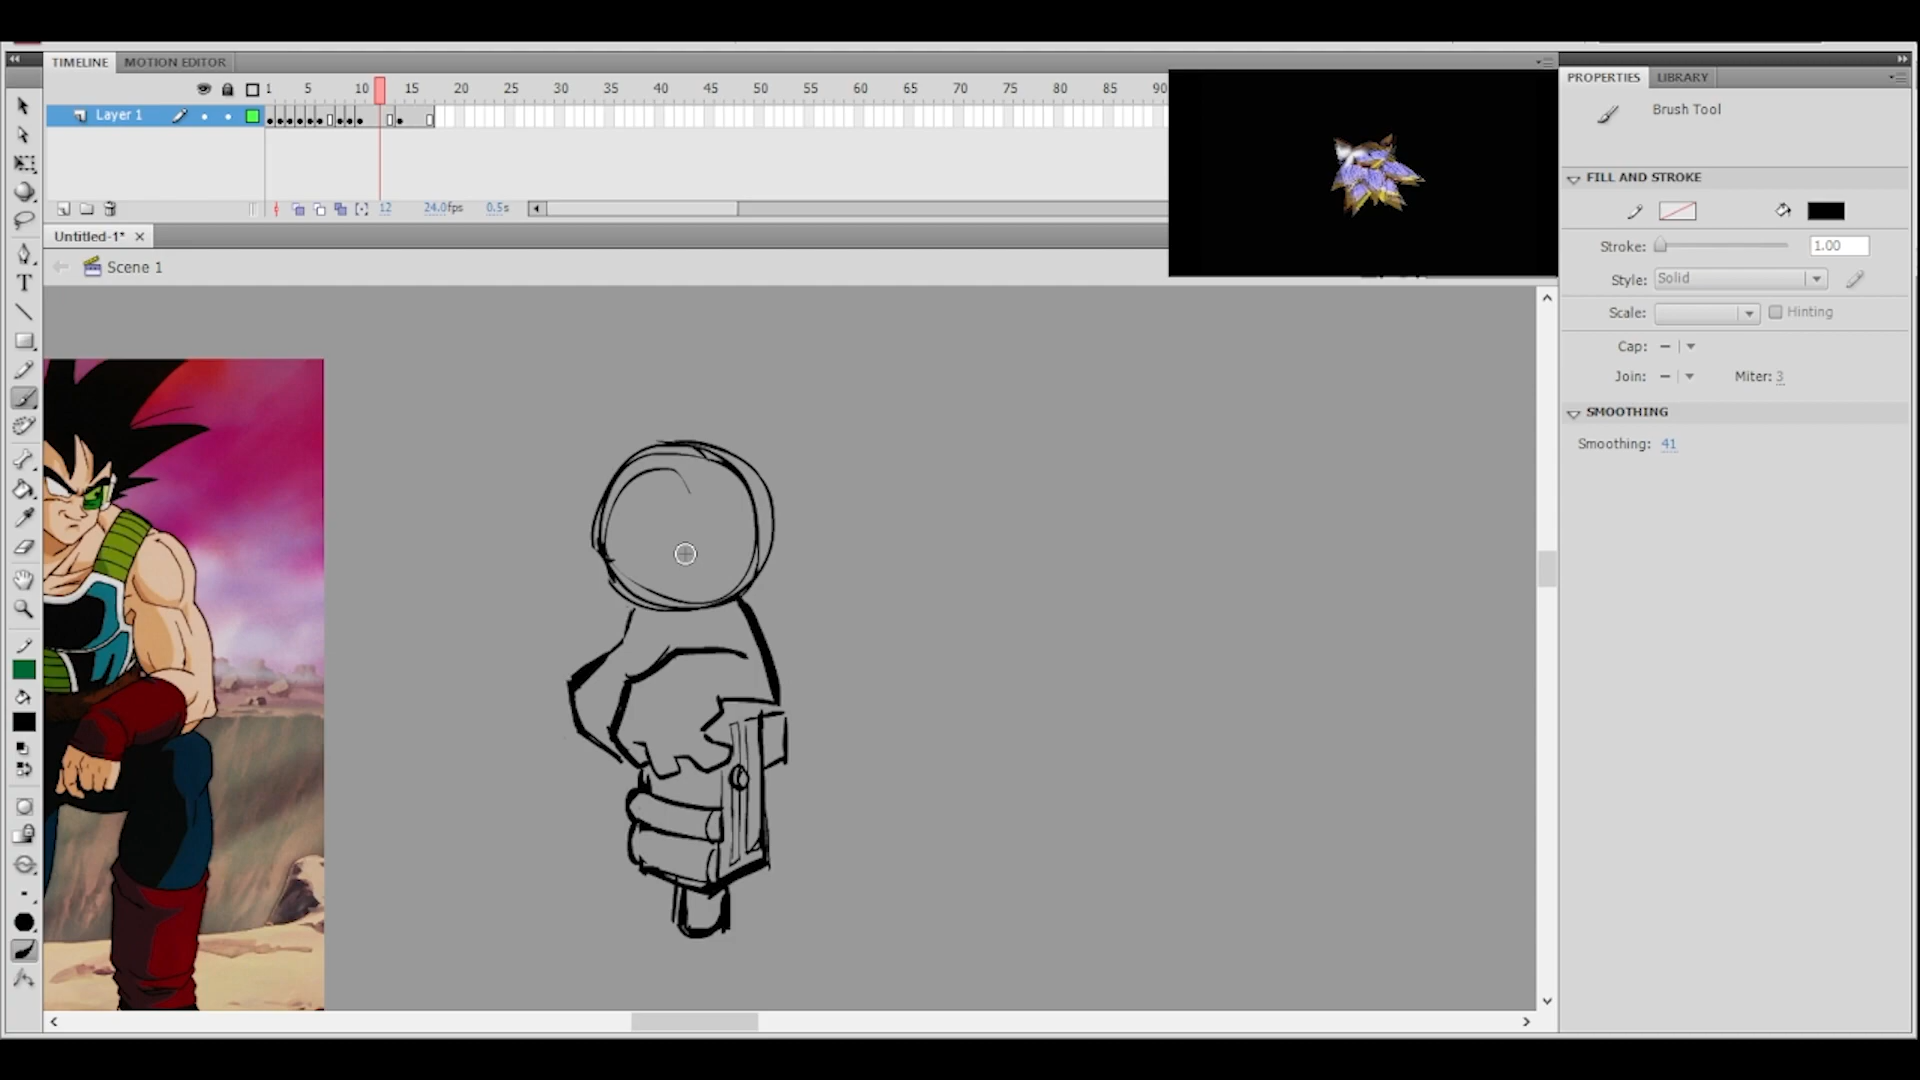 TIMELINE MOTION EDITOR
1 5 10 15 20 25 30 35 40 45 50 55 60 65 70 75 80 85 90
Layer 1
12 24.0fps 0.5s
Untitled-1*
Scene 1
T
PROPERTIES LIBRARY
Brush Tool
FILL AND STROKE
Stroke: 1.00
Style: Solid
Scale: Hinting
Cap:
Join: Miter: 3
SMOOTHING
Smoothing: 41